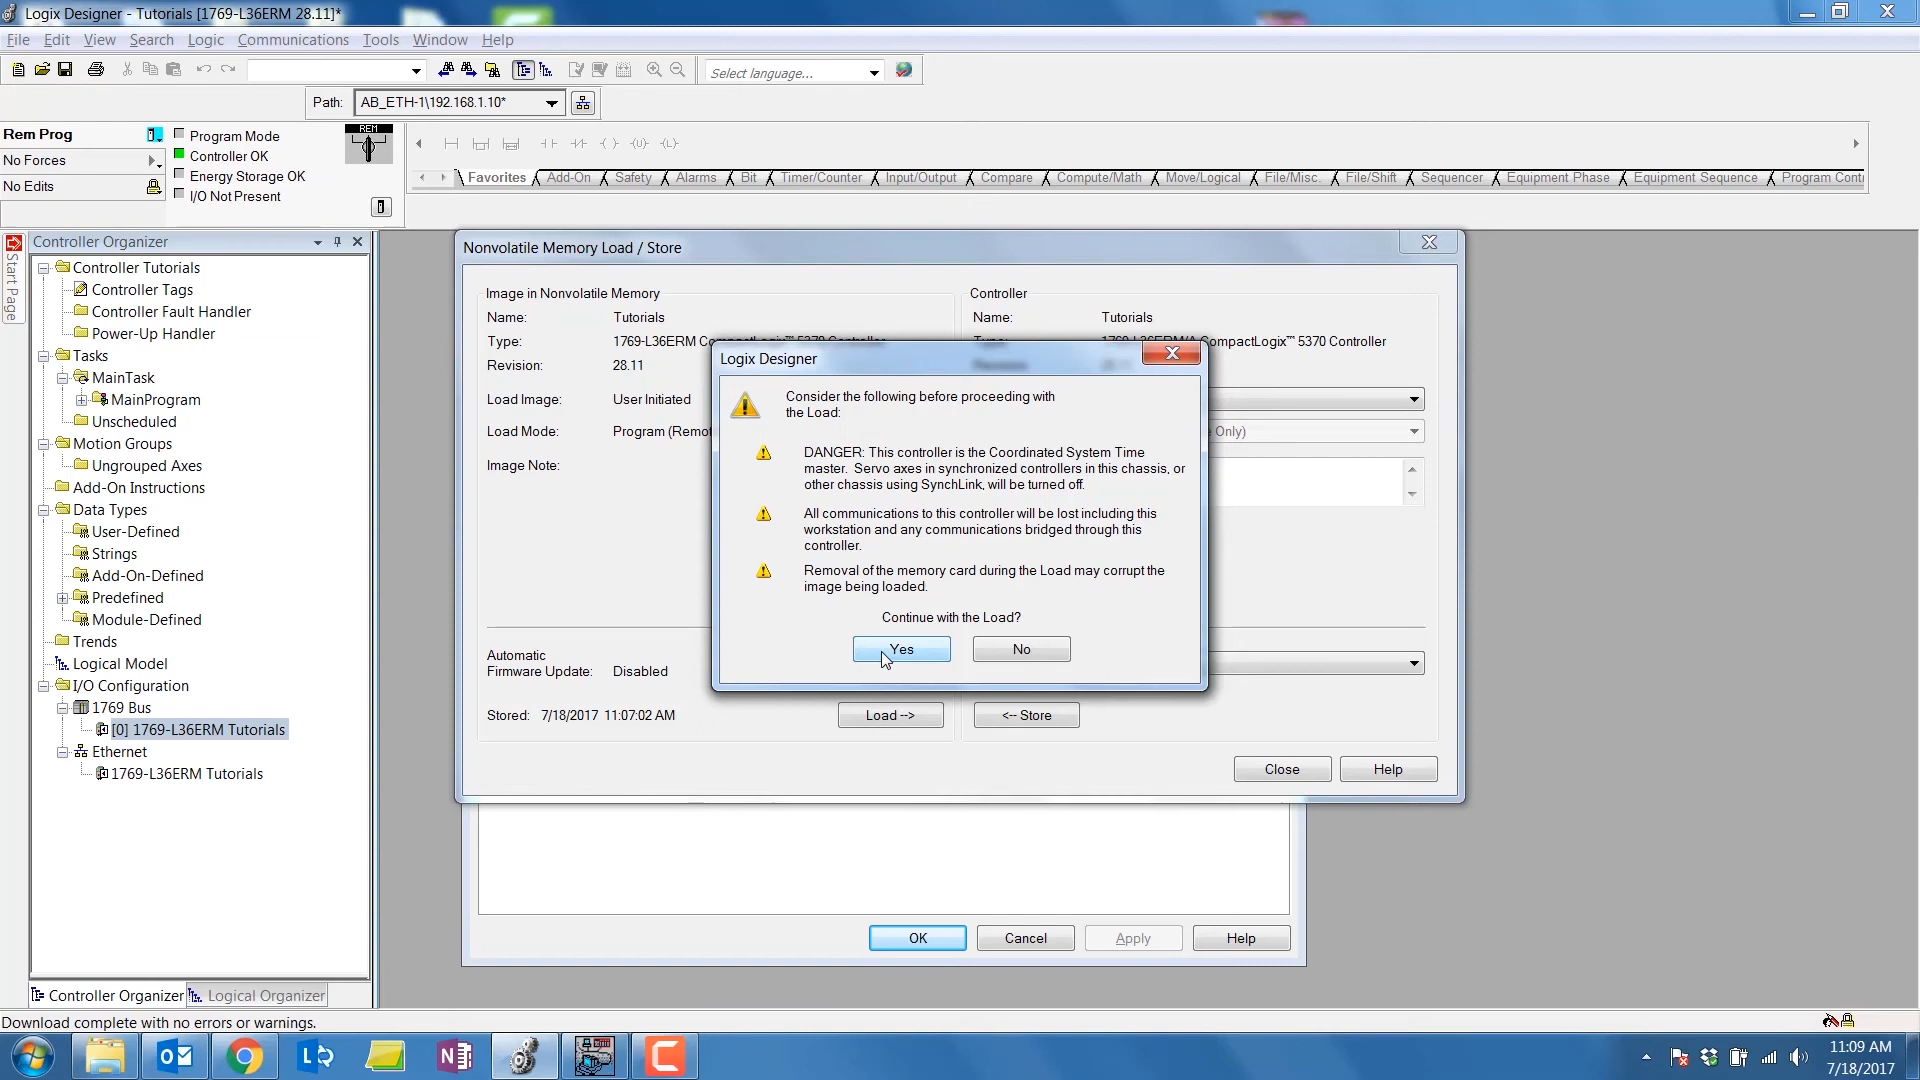 Logix Designer - Tutorials [1769-L36ERM 28.11]*
File Edit View Search Logic Communications Tools Window Help
Select language...
Path: AB_ETH-1\192.168.1.10*
Rem Prog
No Forces
No Edits
Program Mode
Controller OK
Energy Storage OK
I/O Not Present
REM
Favorites Add-On Safety Alarms Bit Timer/Counter Input/Output Compare Compute/Math Move/Logical File/Misc. File/Shift Sequencer Equipment Phase Equipment Sequence Program Contr
Start Page
Controller Organizer
Controller Tutorials
Controller Tags
Controller Fault Handler
Power-Up Handler
Tasks
MainTask
MainProgram
Unscheduled
Motion Groups
Ungrouped Axes
Add-On Instructions
Data Types
User-Defined
Strings
Add-On-Defined
Predefined
Module-Defined
Trends
Logical Model
I/O Configuration
1769 Bus
[0] 1769-L36ERM Tutorials
Ethernet
1769-L36ERM Tutorials
Controller Organizer Logical Organizer
Nonvolatile Memory Load / Store
Image in Nonvolatile Memory
Name: Tutorials
Type: 1769-L36ERM CompactLogix™ 5370 Controller
Revision: 28.11
Load Image: User Initiated
Load Mode: Program (Remot
Image Note:
Automatic
Firmware Update: Disabled
Stored: 7/18/2017 11:07:02 AM
Load -->
Controller
Name: Tutorials
Type: 1769-L36ERM/A CompactLogix™ 5370 Controller
Revision: 28.11
e Only)
<-- Store
Close Help
Logix Designer
Consider the following before proceeding with
the Load:
DANGER: This controller is the Coordinated System Time
master. Servo axes in synchronized controllers in this chassis, or
other chassis using SynchLink, will be turned off.
All communications to this controller will be lost including this
workstation and any communications bridged through this
controller.
Removal of the memory card during the Load may corrupt the
image being loaded.
Continue with the Load?
Yes No
OK Cancel Apply Help
Download complete with no errors or warnings.
11:09 AM
7/18/2017